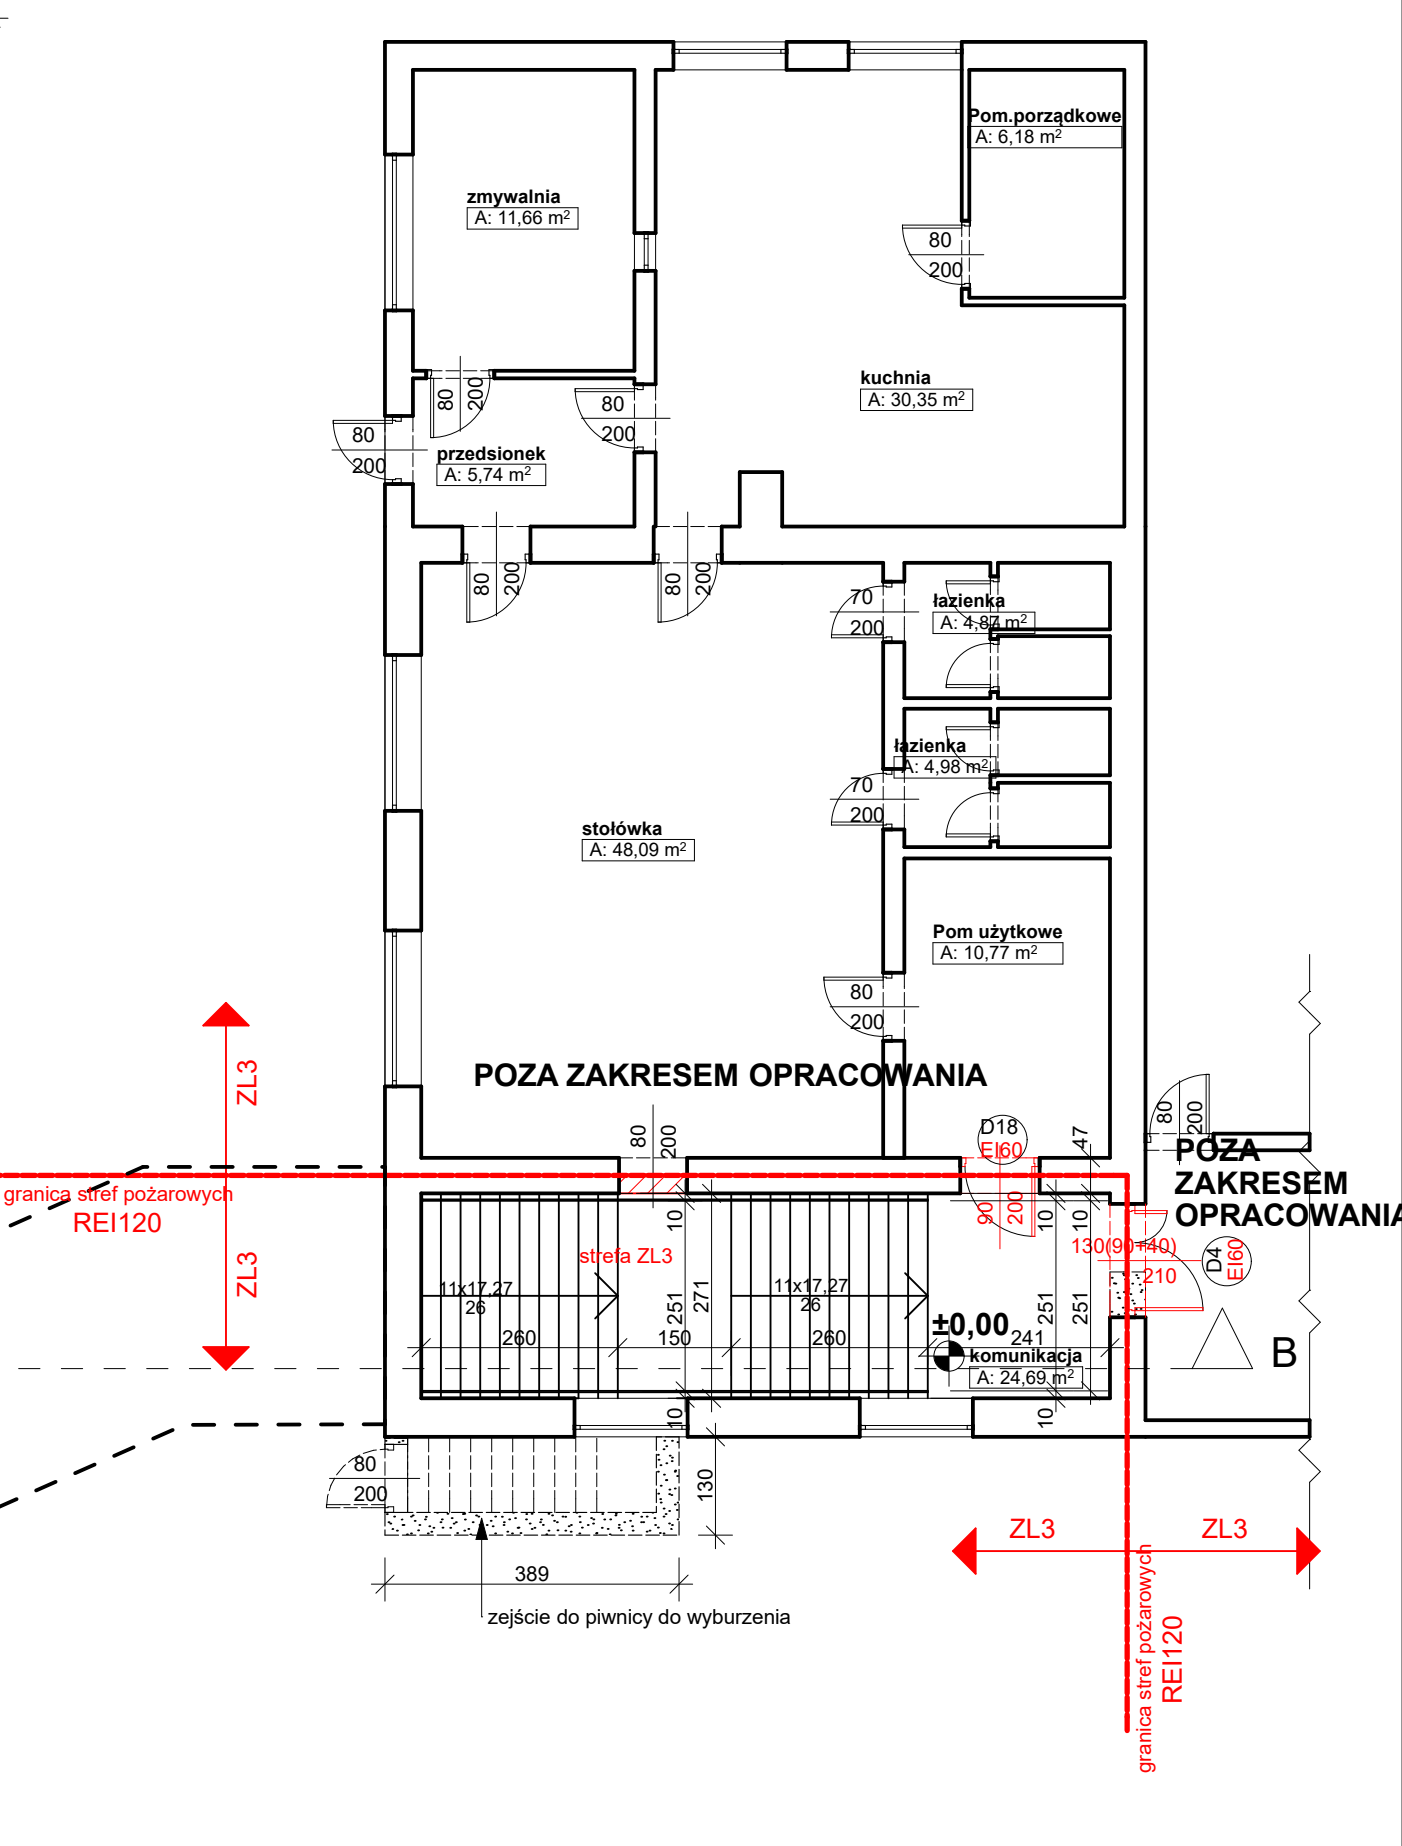 Pom.porządkowe
A: 6,18 m²
zmywalnia
A: 11,66 m²
80
200
kuchnia
A: 30,35 m²
80
200
80
200
80
200
przedsionek
A: 5,74 m²
80
200
80
200
70
200
łazienka
A: 4,87 m²
łazienka
A: 4,98 m²
70
200
stołówka
A: 48,09 m²
Pom użytkowe
A: 10,77 m²
80
200
POZA ZAKRESEM OPRACOWANIA
ZL3
80
200
D18
EI60
47
80
200
POZA
ZAKRESEM
OPRACOWANIA
granica stref pożarowych
REI120
ZL3
90
200
10
10
10
strefa ZL3
130(90+40)
210
D4
EI60
11x17,27
26
11x17,27
26
251
271
251
251
±0,00
260
150
260
241
komunikacja
A: 24,69 m²
B
10
10
80
200
130
ZL3
ZL3
389
zejście do piwnicy do wyburzenia
granica stref pożarowych
REI120